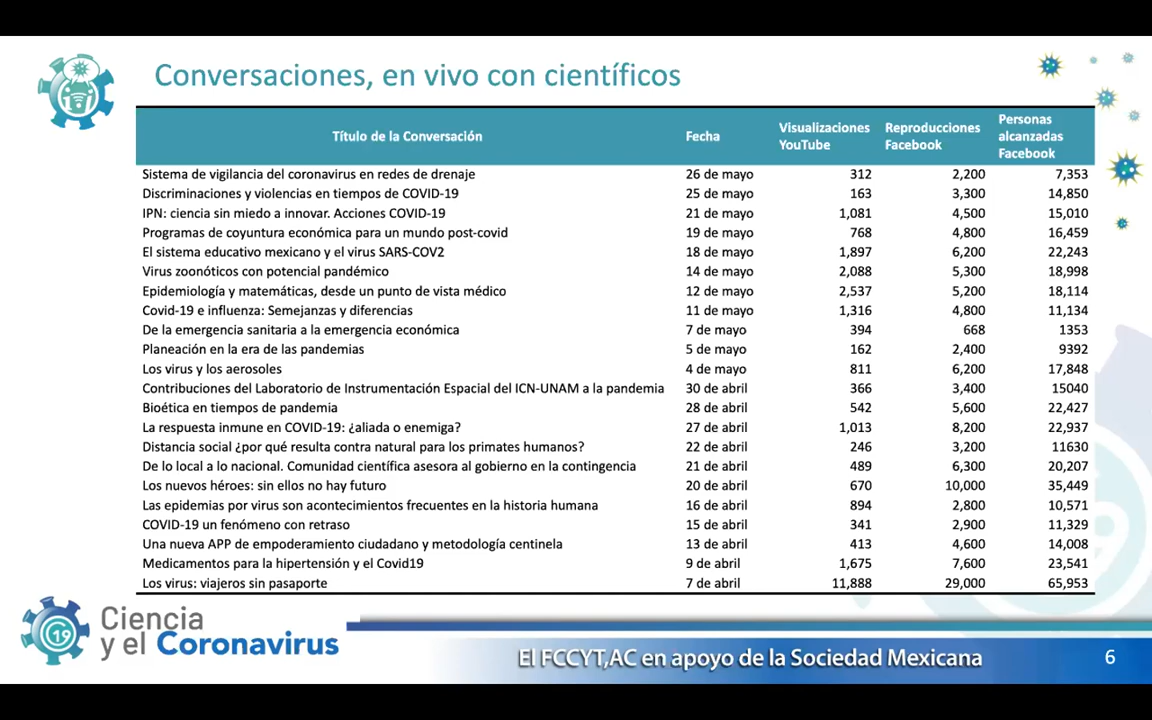 Conversaciones, en vivo con científicos
Título de la Conversación Fecha Visualizaciones YouTube Reproducciones Facebook Personas alcanzadas Facebook
Sistema de vigilancia del coronavirus en redes de drenaje 26 de mayo 312 2,200 7,353
Discriminaciones y violencias en tiempos de COVID-19 25 de mayo 163 3,300 14,850
IPN: ciencia sin miedo a innovar. Acciones COVID-19 21 de mayo 1,081 4,500 15,010
Programas de coyuntura económica para un mundo post-covid 19 de mayo 768 4,800 16,459
El sistema educativo mexicano y el virus SARS-COV2 18 de mayo 1,897 6,200 22,243
Virus zoonóticos con potencial pandémico 14 de mayo 2,088 5,300 18,998
Epidemiología y matemáticas, desde un punto de vista médico 12 de mayo 2,537 5,200 18,114
Covid-19 e influenza: Semejanzas y diferencias 11 de mayo 1,316 4,800 11,134
De la emergencia sanitaria a la emergencia económica 7 de mayo 394 668 1353
Planeación en la era de las pandemias 5 de mayo 162 2,400 9392
Los virus y los aerosoles 4 de mayo 811 6,200 17,848
Contribuciones del Laboratorio de Instrumentación Espacial del ICN-UNAM a la pandemia 30 de abril 366 3,400 15040
Bioética en tiempos de pandemia 28 de abril 542 5,600 22,427
La respuesta inmune en COVID-19: ¿aliada o enemiga? 27 de abril 1,013 8,200 22,937
Distancia social ¿por qué resulta contra natural para los primates humanos? 22 de abril 246 3,200 11630
De lo local a lo nacional. Comunidad científica asesora al gobierno en la contingencia 21 de abril 489 6,300 20,207
Los nuevos héroes: sin ellos no hay futuro 20 de abril 670 10,000 35,449
Las epidemias por virus son acontecimientos frecuentes en la historia humana 16 de abril 894 2,800 10,571
COVID-19 un fenómeno con retraso 15 de abril 341 2,900 11,329
Una nueva APP de empoderamiento ciudadano y metodología centinela 13 de abril 413 4,600 14,008
Medicamentos para la hipertensión y el Covid19 9 de abril 1,675 7,600 23,541
Los virus: viajeros sin pasaporte 7 de abril 11,888 29,000 65,953
19
Ciencia
y el Coronavirus
El FCCYT,AC en apoyo de la Sociedad Mexicana
6